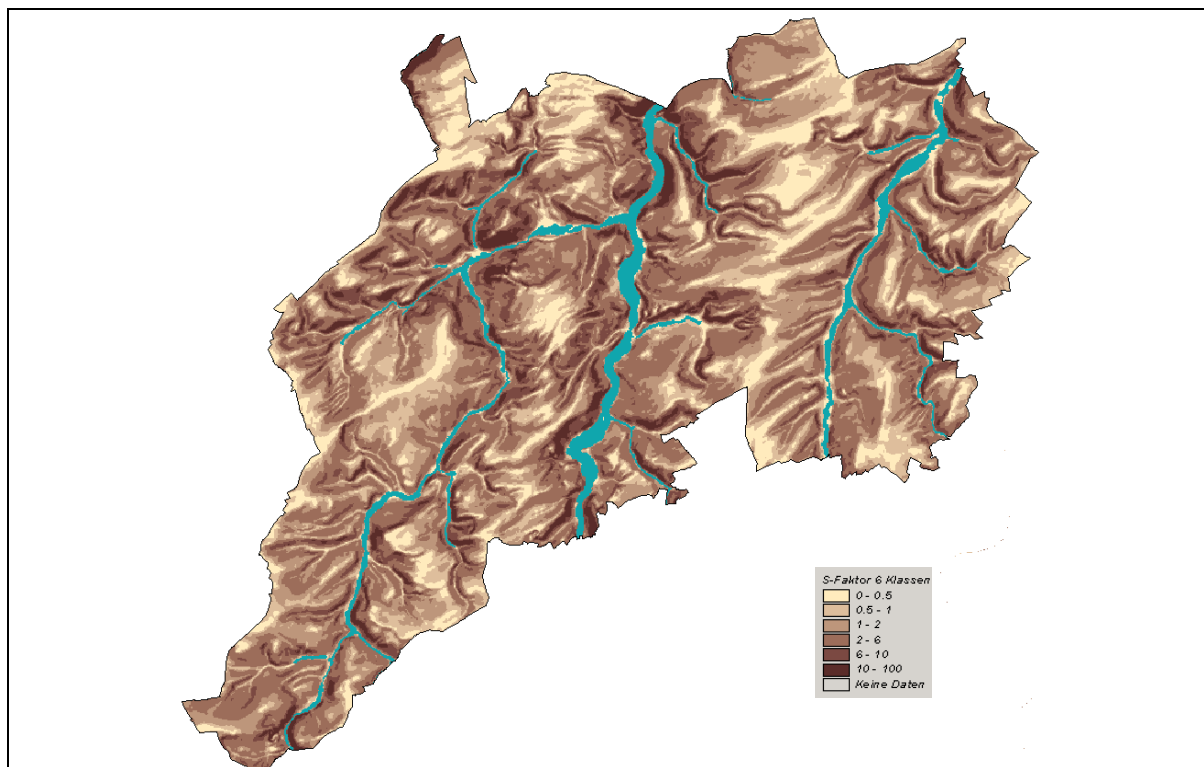 S-Faktor 6 Klassen
0 - 0.5
0.5 - 1
1 - 2
2 - 6
6 - 10
10 - 100
Keine Daten